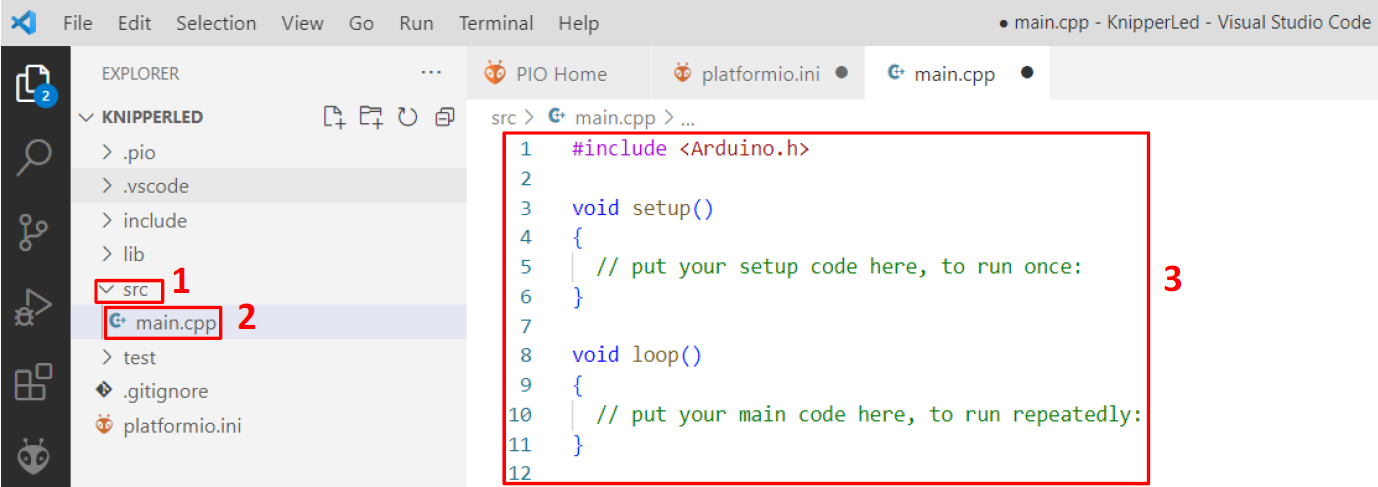 File Edit Selection View Go Run Terminal Help ● main.cpp - KnipperLed - Visual Studio Code
EXPLORER ...
PIO Home platformio.ini ● main.cpp ●
2
KNIPPERLED
src > main.cpp > ...
.pio
.vscode
include
lib
src 1
main.cpp 2
test
.gitignore
platformio.ini
1 #include <Arduino.h>
2
3 void setup()
4 {
5 // put your setup code here, to run once:
6 }
7
8 void loop()
9 {
10 // put your main code here, to run repeatedly:
11 }
12
3